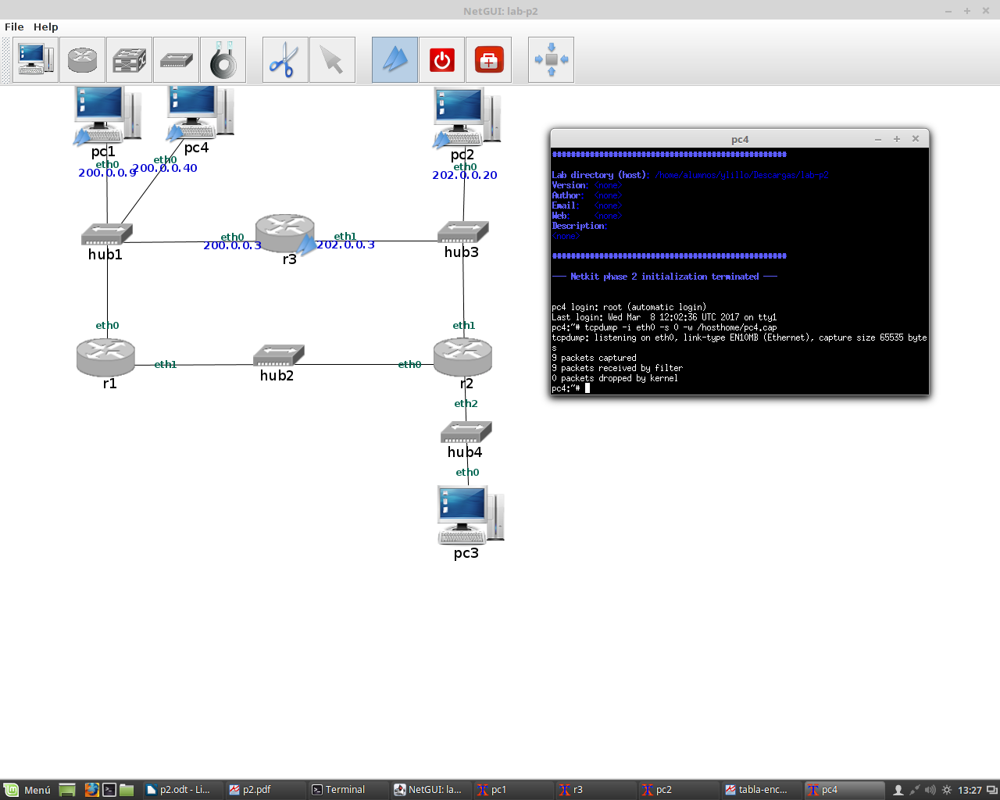 NetGUI: lab-p2
File Help
pc1
eth0
200.0.0.9
pc4
eth0
200.0.0.40
pc2
eth0
202.0.0.20
hub1
eth0
200.0.0.3
r3
eth1
202.0.0.3
hub3
eth0
r1
eth1
hub2
eth0
eth1
r2
eth2
hub4
eth0
pc3
pc4
##################################################
Lab directory (host): /home/alumnos/ylillo/Descargas/lab-p2
Version: <none>
Author: <none>
Email: <none>
Web: <none>
Description:
<none>
##################################################
--- Netkit phase 2 initialization terminated ---
pc4 login: root (automatic login)
Last login: Wed Mar  8 12:02:36 UTC 2017 on tty1
pc4:~# tcpdump -i eth0 -s 0 -w /hosthome/pc4.cap
tcpdump: listening on eth0, link-type EN10MB (Ethernet), capture size 65535 byte
s
9 packets captured
9 packets received by filter
0 packets dropped by kernel
pc4:~#
Menú p2.odt - Li... p2.pdf Terminal NetGUI: la... pc1 r3 pc2 tabla-enc... pc4 13:27